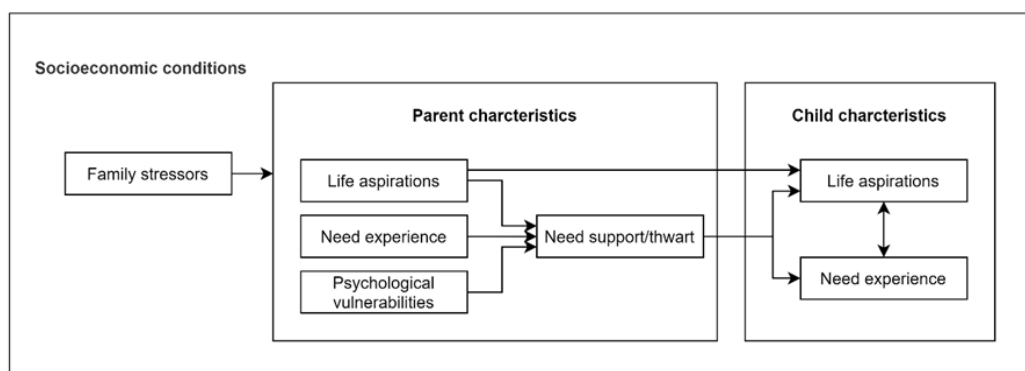 Socioeconomic conditions
Parent charcteristics
Child charcteristics
Family stressors
Life aspirations
Life aspirations
Need experience
Need support/thwart
Psychological
vulnerabilities
Need experience